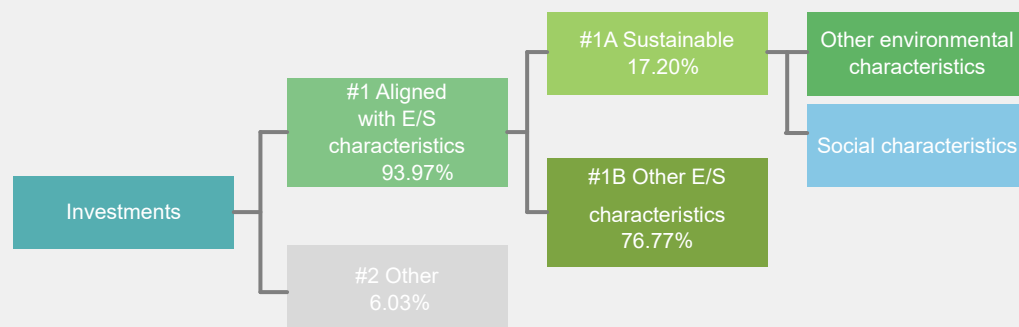 Investments
#1 Aligned
with E/S
characteristics
93.97%
#2 Other
6.03%
#1A Sustainable
17.20%
#1B Other E/S
characteristics
76.77%
Other environmental
characteristics
Social characteristics